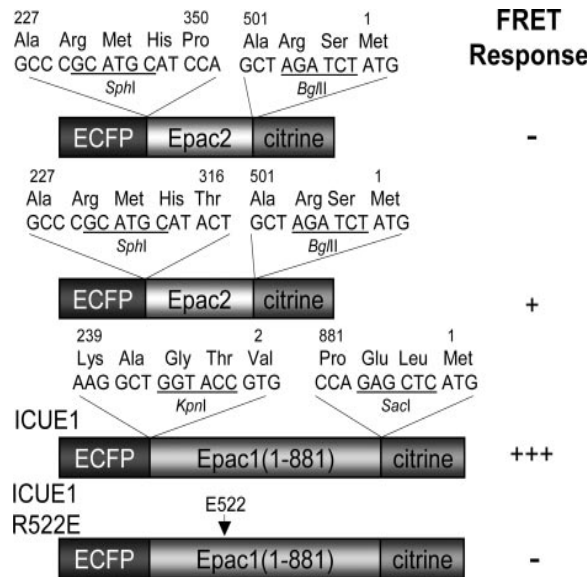 FRET
Response
227 350 501 1
Ala Arg Met His Pro Ala Arg Ser Met
GCC CGC ATGC AT CCA GCT AGA TCT ATG
SphI BglII
ECFP Epac2 citrine -
227 316 501 1
Ala Arg Met His Thr Ala Arg Ser Met
GCC CGC ATG CAT ACT GCT AGA TCT ATG
SphI BglII
ECFP Epac2 citrine +
239 2 881 1
Lys Ala Gly Thr Val Pro Glu Leu Met
AAG GCT GGT ACC GTG CCA GAG CTC ATG
KpnI SacI
ICUE1
ECFP Epac1(1-881) citrine +++
ICUE1
R522E
E522
ECFP Epac1(1-881) citrine -